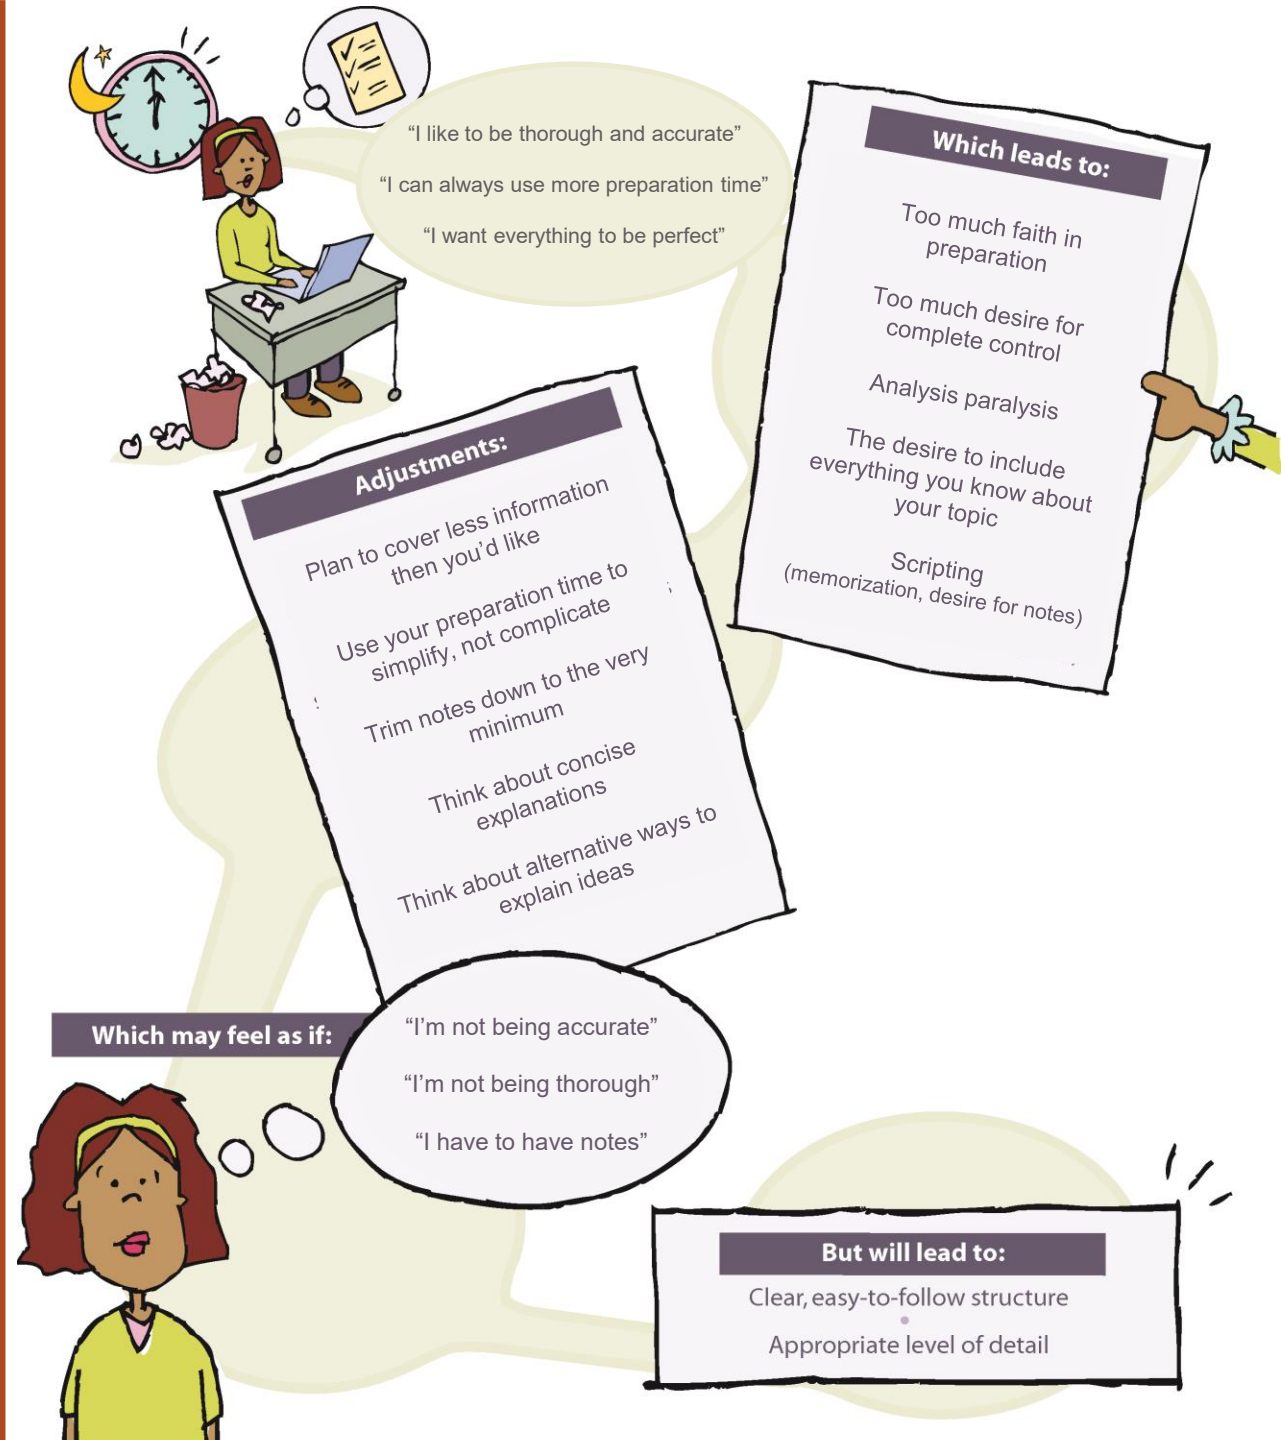 “I like to be thorough and accurate”
“I can always use more preparation time”
“I want everything to be perfect”
Which leads to:
Too much faith in
preparation
Too much desire for
complete control
Analysis paralysis
The desire to include
everything you know about
your topic
Scripting
(memorization, desire for notes)
Adjustments:
Plan to cover less information
then you’d like
Use your preparation time to
simplify, not complicate
Trim notes down to the very
minimum
Think about concise
explanations
Think about alternative ways to
explain ideas
Which may feel as if:
“I’m not being accurate”
“I’m not being thorough”
“I have to have notes”
But will lead to:
Clear, easy-to-follow structure
•
Appropriate level of detail